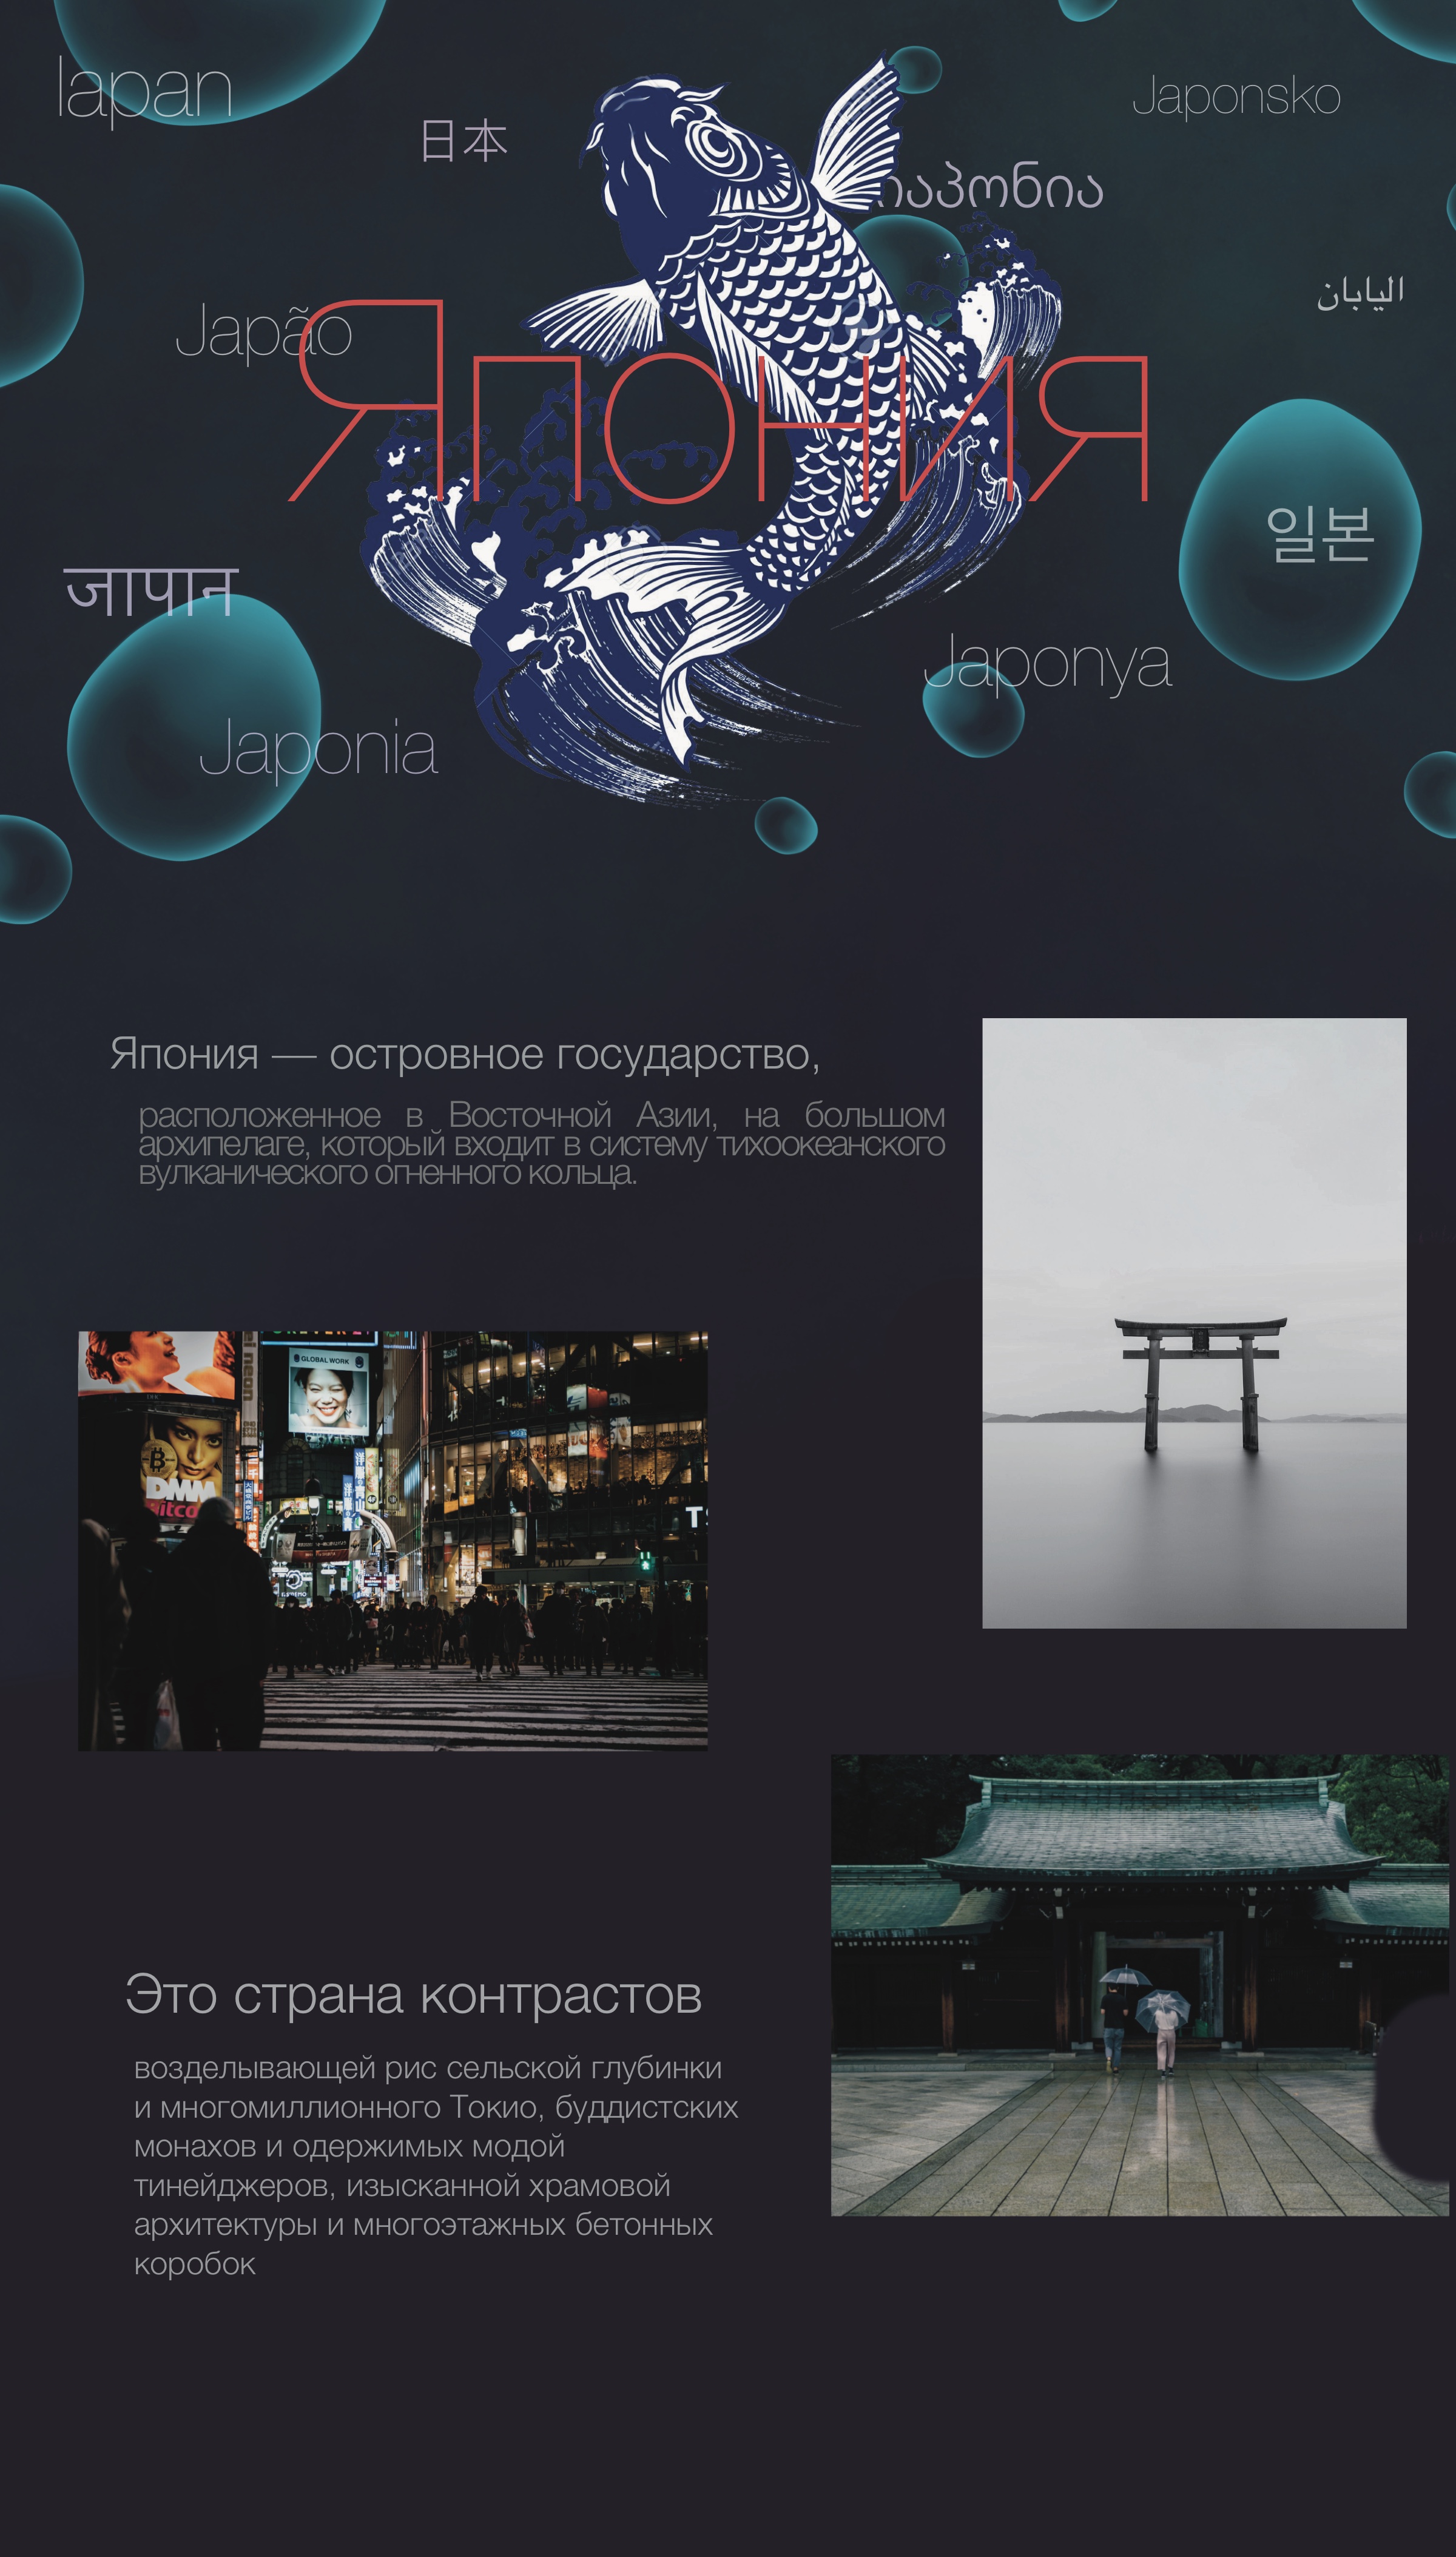 lapan
Japonsko
日本
იაპონია
اليابان
Japão
Япония
일본
जापान
Japonya
Japonia
Япония — островное государство,
расположенное в Восточной Азии, на большом
архипелаге, который входит в систему тихоокеанского
вулканического огненного кольца.
GLOBAL WORK
DMM
Это страна контрастов
возделывающей рис сельской глубинки
и многомиллионного Токио, буддистских
монахов и одержимых модой
тинейджеров, изысканной храмовой
архитектуры и многоэтажных бетонных
коробок